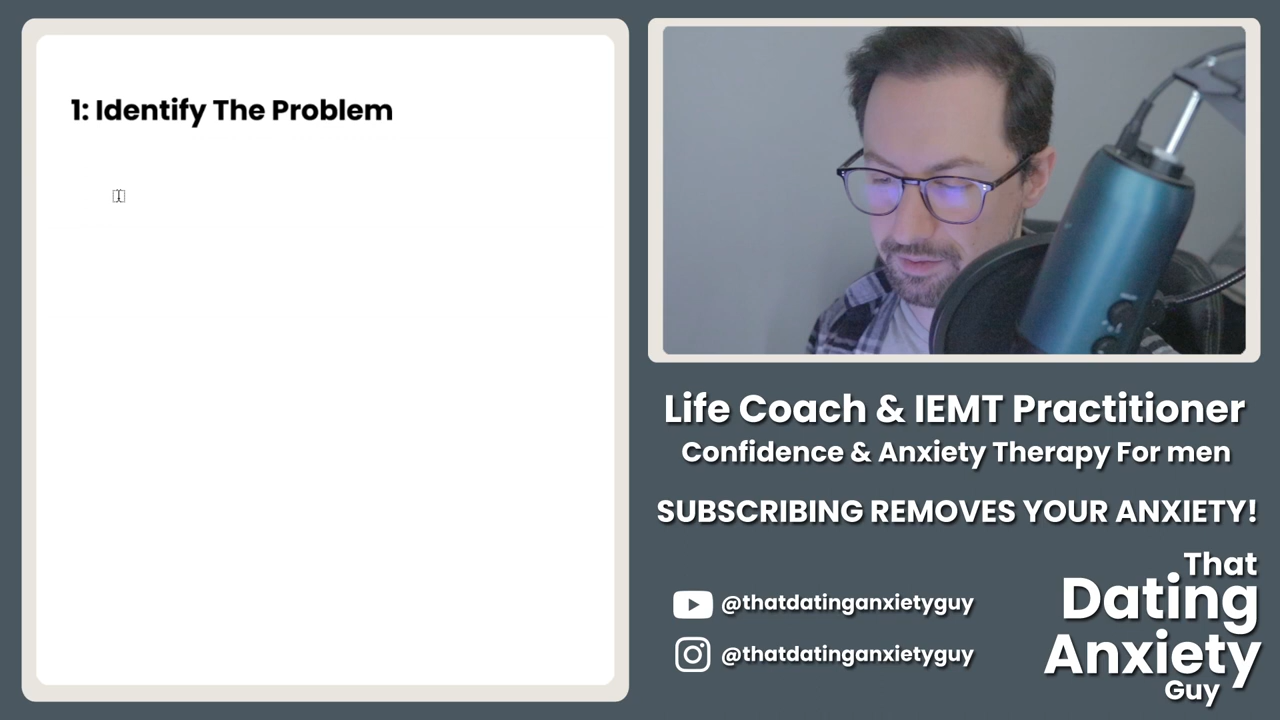 1: Identify The Problem
Life Coach & IEMT Practitioner
Confidence & Anxiety Therapy For men
SUBSCRIBING REMOVES YOUR ANXIETY!
@thatdatinganxietyguy
@thatdatinganxietyguy
That
Dating
Anxiety
Guy